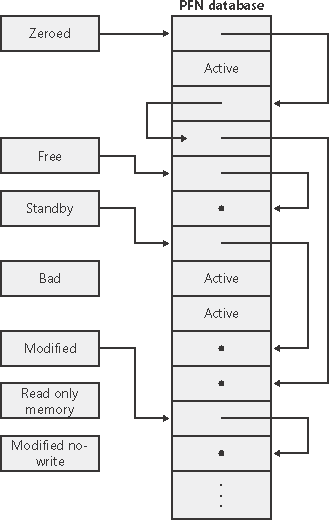 PFN database
Zeroed
Active
Free
Standby
Bad
Active
Active
Modified
Read only
memory
Modified no-
write